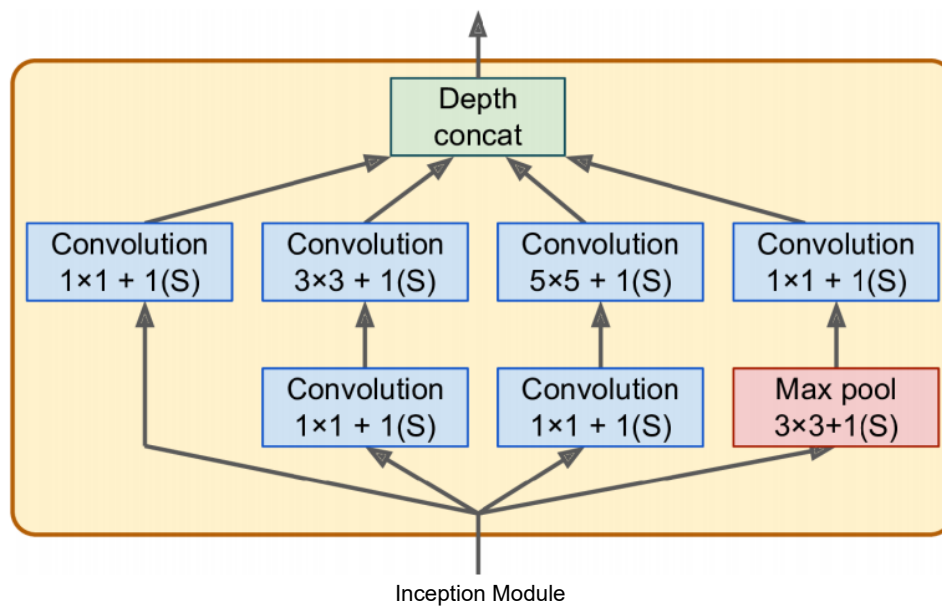 Depth
concat
Convolution
1×1 + 1(S)
Convolution
3×3 + 1(S)
Convolution
5×5 + 1(S)
Convolution
1×1 + 1(S)
Convolution
1×1 + 1(S)
Convolution
1×1 + 1(S)
Max pool
3×3+1(S)
Inception Module